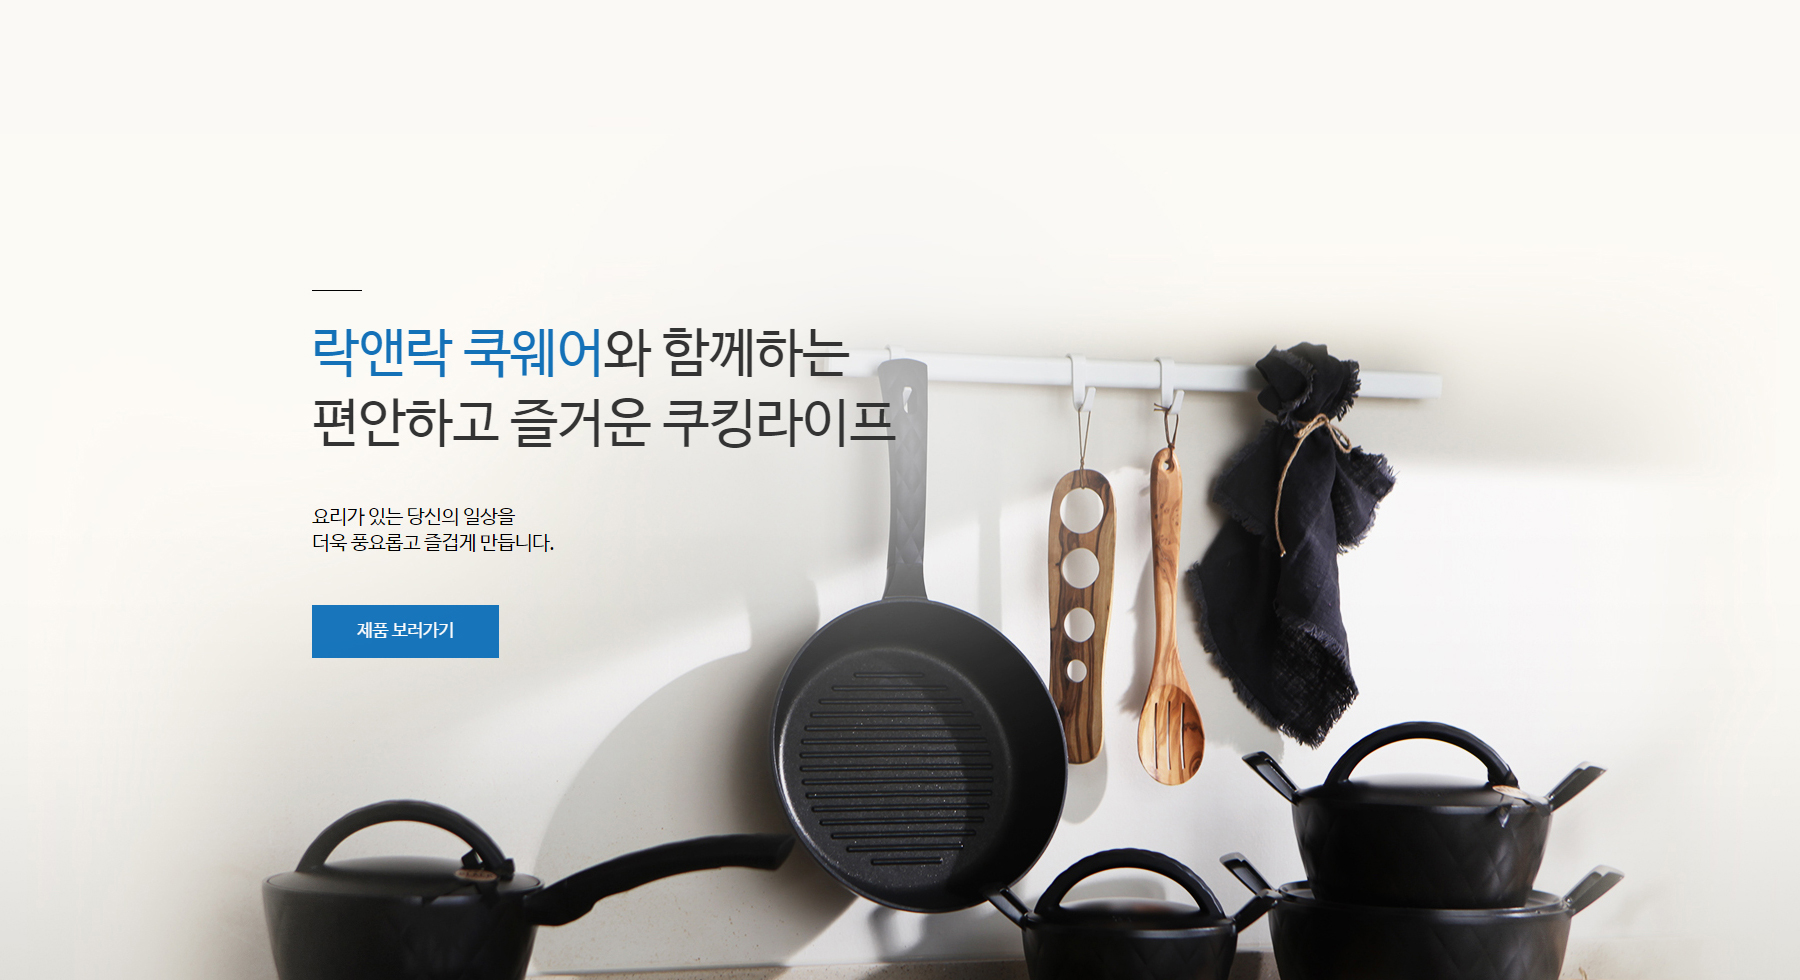 락앤락 쿡웨어와 함께하는
편안하고 즐거운 쿠킹라이프
요리가 있는 당신의 일상을
더욱 풍요롭고 즐겁게 만듭니다.
제품 보러가기